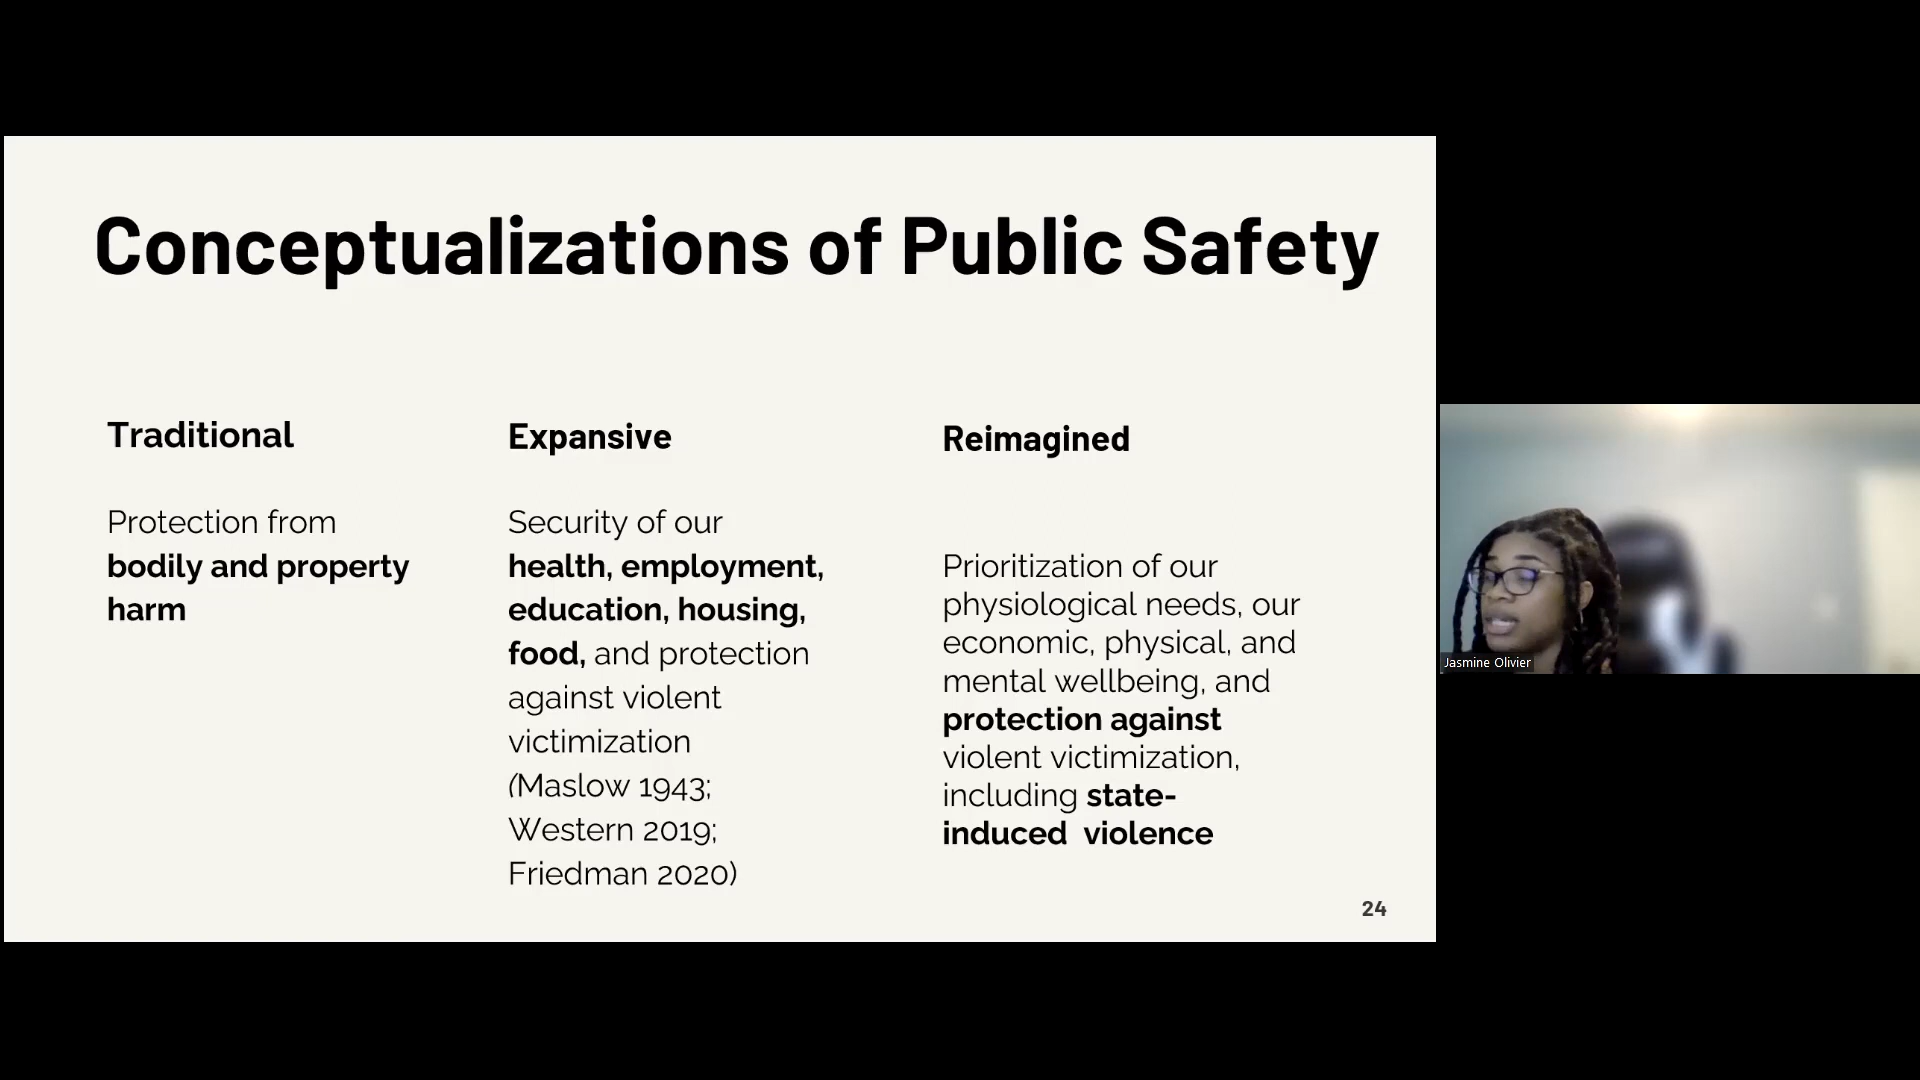 Conceptualizations of Public Safety
Traditional
Protection from
bodily and property
harm
Expansive
Security of our
health, employment,
education, housing,
food, and protection
against violent
victimization
(Maslow 1943;
Western 2019;
Friedman 2020)
Reimagined
Prioritization of our
physiological needs, our
economic, physical, and
mental wellbeing, and
protection against
violent victimization,
including state-
induced  violence
24
Jasmine Olivier